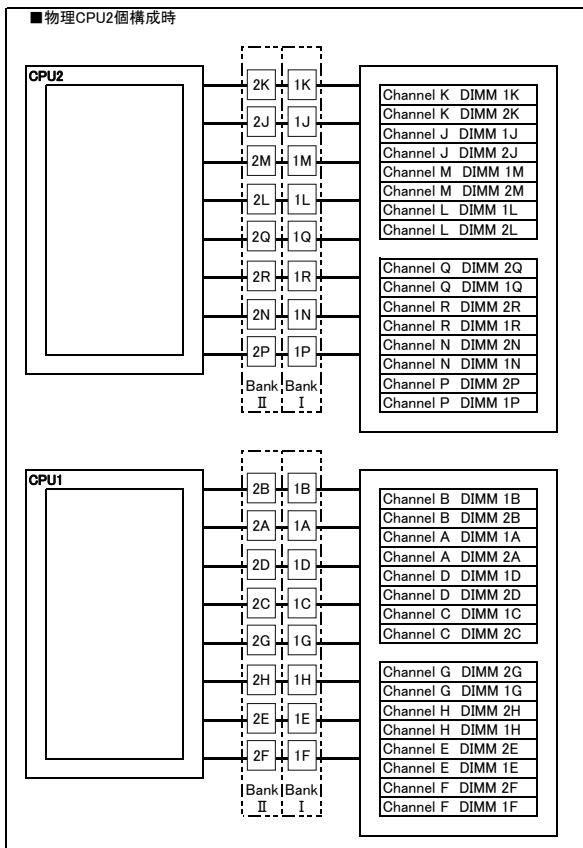 ■物理CPU2個構成時
CPU2
2K 1K
2J 1J
2M 1M
2L 1L
2Q 1Q
2R 1R
2N 1N
2P 1P
Bank Bank
Ⅱ Ⅰ
Channel K DIMM 1K
Channel K DIMM 2K
Channel J DIMM 1J
Channel J DIMM 2J
Channel M DIMM 1M
Channel M DIMM 2M
Channel L DIMM 1L
Channel L DIMM 2L
Channel Q DIMM 2Q
Channel Q DIMM 1Q
Channel R DIMM 2R
Channel R DIMM 1R
Channel N DIMM 2N
Channel N DIMM 1N
Channel P DIMM 2P
Channel P DIMM 1P
CPU1
2B 1B
2A 1A
2D 1D
2C 1C
2G 1G
2H 1H
2E 1E
2F 1F
Bank Bank
Ⅱ Ⅰ
Channel B DIMM 1B
Channel B DIMM 2B
Channel A DIMM 1A
Channel A DIMM 2A
Channel D DIMM 1D
Channel D DIMM 2D
Channel C DIMM 1C
Channel C DIMM 2C
Channel G DIMM 2G
Channel G DIMM 1G
Channel H DIMM 2H
Channel H DIMM 1H
Channel E DIMM 2E
Channel E DIMM 1E
Channel F DIMM 2F
Channel F DIMM 1F